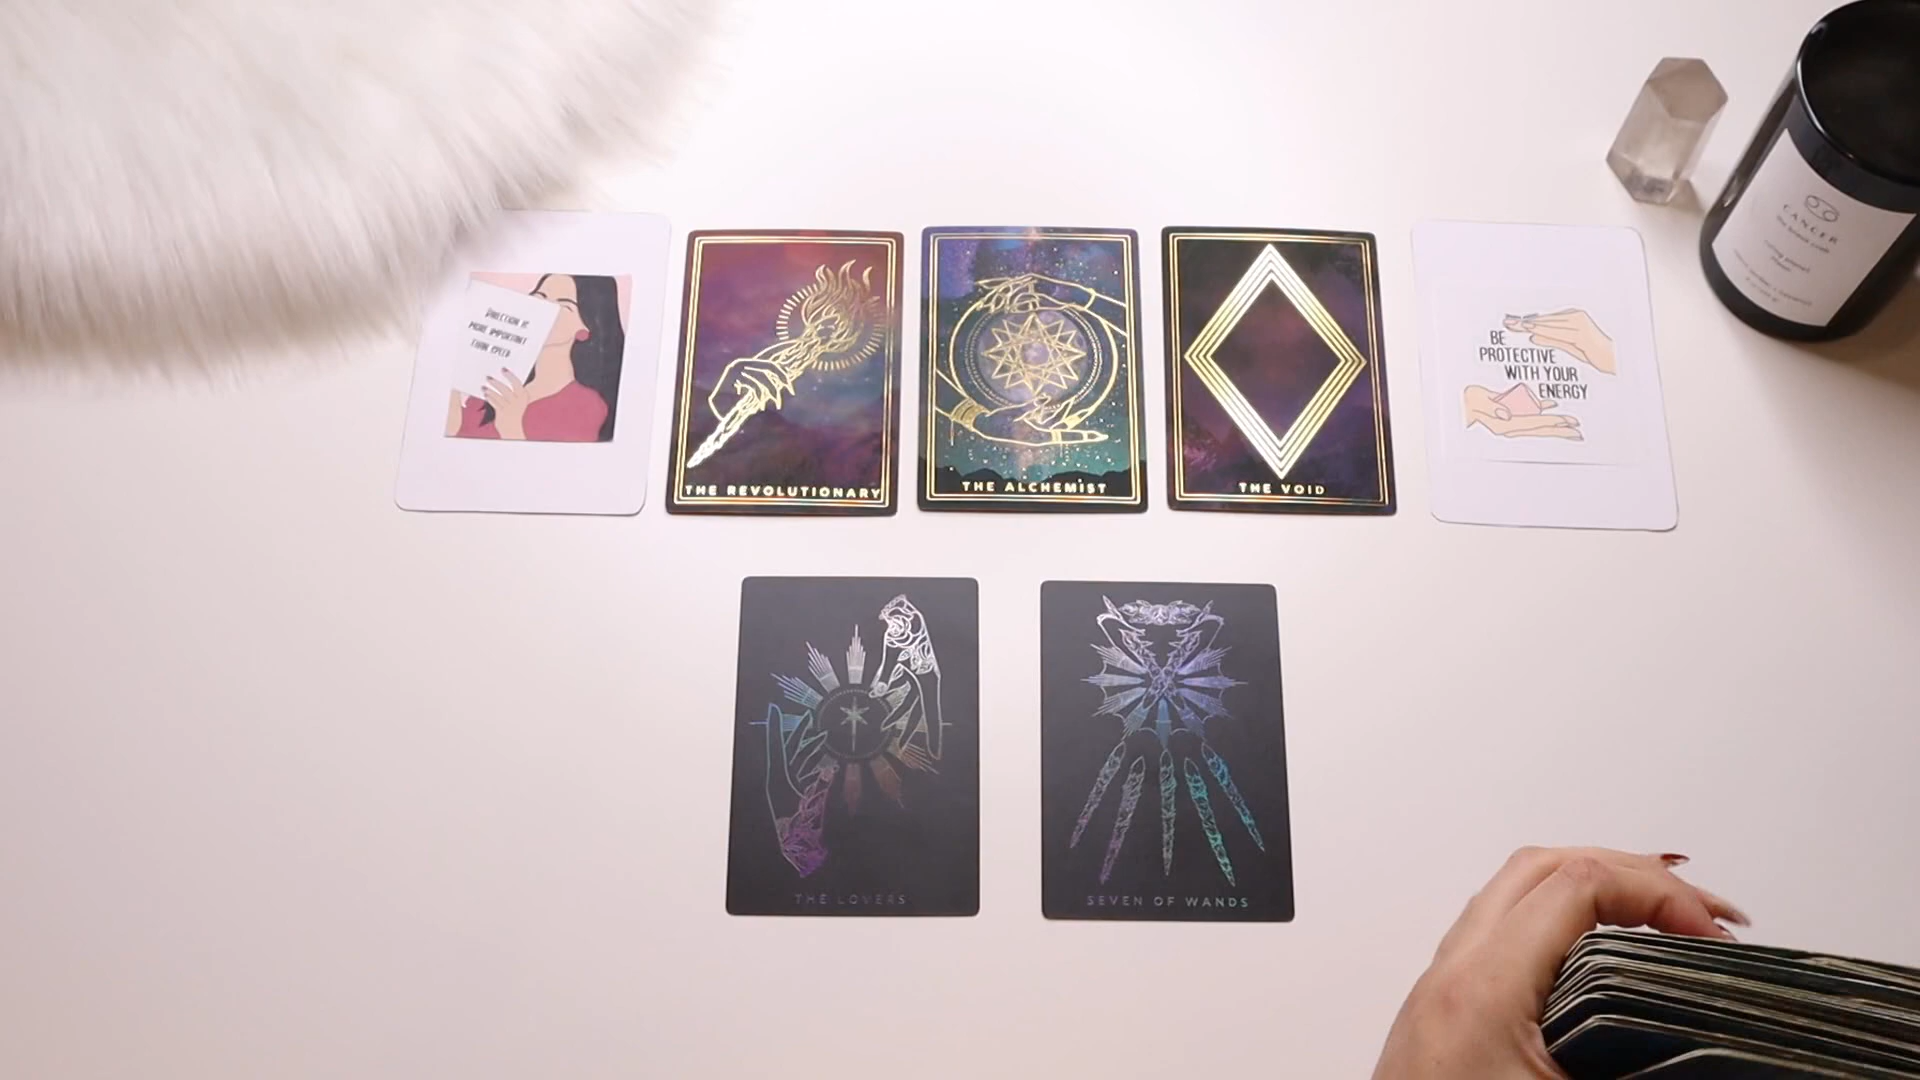 DIRECTION IS
MORE IMPORTANT
THAN SPEED
THE REVOLUTIONARY
THE ALCHEMIST
THE VOID
BE
PROTECTIVE
WITH YOUR
ENERGY
CANCER
THE LOVERS
SEVEN OF WANDS